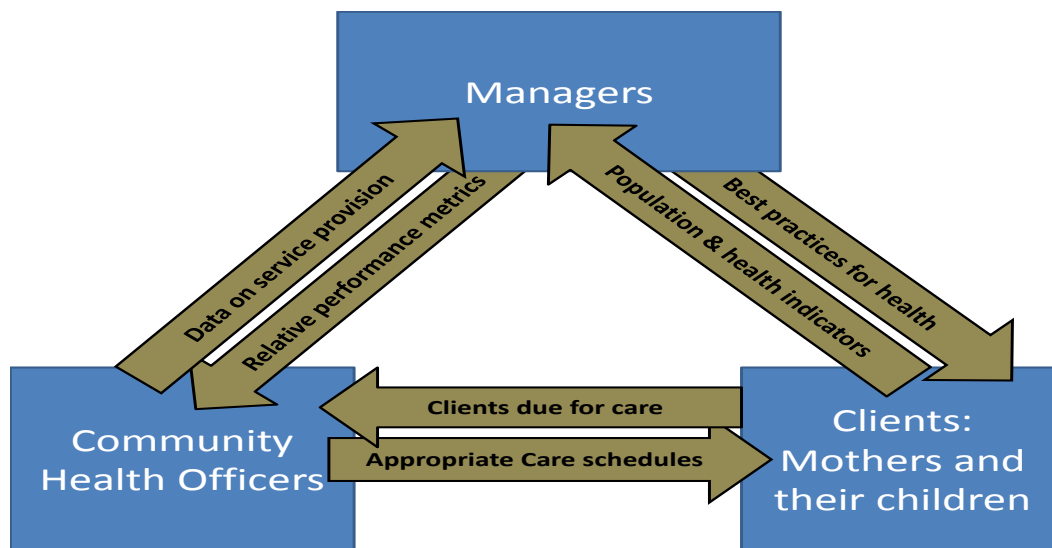 Managers
Data on service provision
Relative performance metrics
Population & health indicators
Best practices for health
Clients due for care
Appropriate Care schedules
Community
Health Officers
Clients:
Mothers and
their children